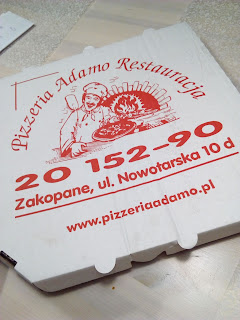 Pizzeria Adamo Restauracja
20 152-90
Zakopane, ul. Nowotarska 10 d
www.pizzeriaadamo.pl